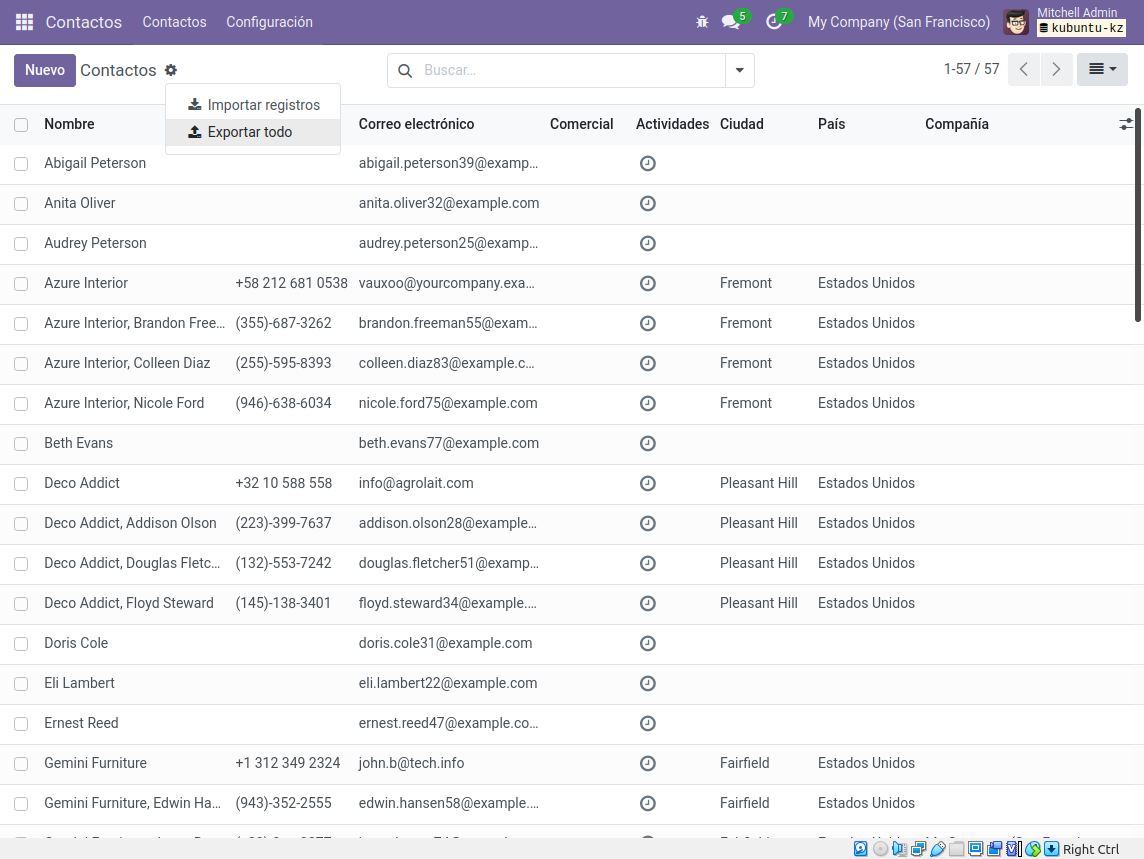 Contactos Contactos Configuración 5 7 My Company (San Francisco) Mitchell Admin
kubuntu-kz
Nuevo Contactos Buscar... 1-57 / 57
Importar registros
Exportar todo
Nombre Correo electrónico Comercial Actividades Ciudad País Compañía
Abigail Peterson abigail.peterson39@examp...
Anita Oliver anita.oliver32@example.com
Audrey Peterson audrey.peterson25@examp...
Azure Interior +58 212 681 0538 vauxoo@yourcompany.exa... Fremont Estados Unidos
Azure Interior, Brandon Free... (355)-687-3262 brandon.freeman55@exam... Fremont Estados Unidos
Azure Interior, Colleen Diaz (255)-595-8393 colleen.diaz83@example.c... Fremont Estados Unidos
Azure Interior, Nicole Ford (946)-638-6034 nicole.ford75@example.com Fremont Estados Unidos
Beth Evans beth.evans77@example.com
Deco Addict +32 10 588 558 info@agrolait.com Pleasant Hill Estados Unidos
Deco Addict, Addison Olson (223)-399-7637 addison.olson28@example... Pleasant Hill Estados Unidos
Deco Addict, Douglas Fletc... (132)-553-7242 douglas.fletcher51@examp... Pleasant Hill Estados Unidos
Deco Addict, Floyd Steward (145)-138-3401 floyd.steward34@example.... Pleasant Hill Estados Unidos
Doris Cole doris.cole31@example.com
Eli Lambert eli.lambert22@example.com
Ernest Reed ernest.reed47@example.co...
Gemini Furniture +1 312 349 2324 john.b@tech.info Fairfield Estados Unidos
Gemini Furniture, Edwin Ha... (943)-352-2555 edwin.hansen58@example.... Fairfield Estados Unidos
Right Ctrl